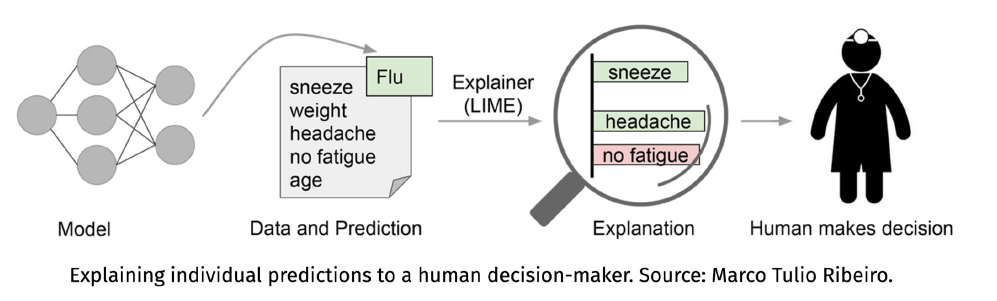 Flu
sneeze
weight
headache
no fatigue
age
Explainer
(LIME)
sneeze
headache
no fatigue
Model
Data and Prediction
Explanation
Human makes decision
Explaining individual predictions to a human decision-maker. Source: Marco Tulio Ribeiro.